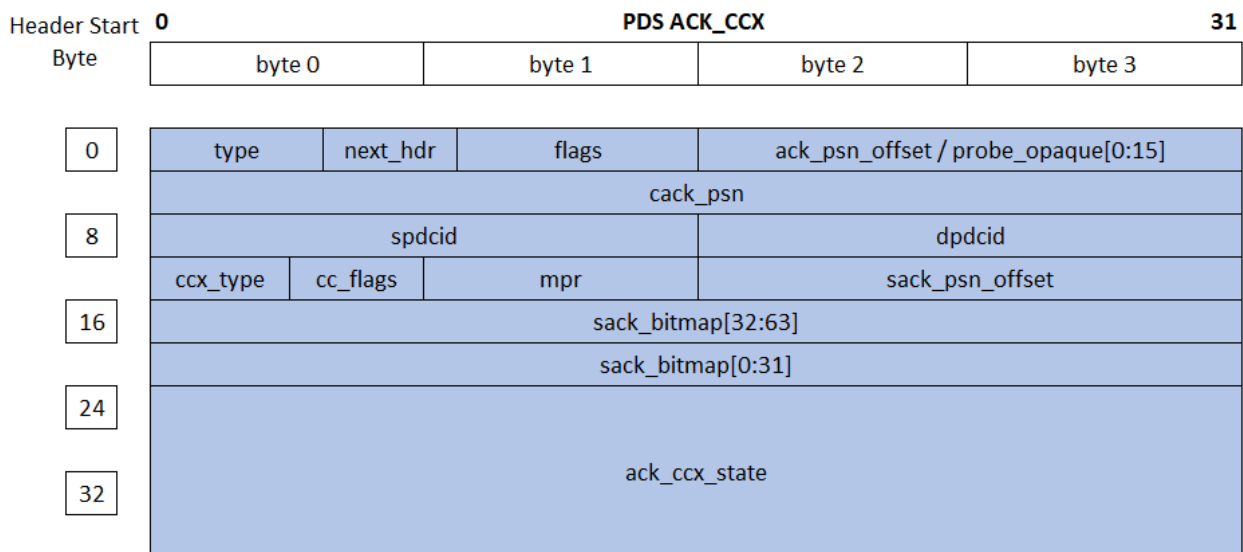 Header Start 0 PDS ACK_CCX 31
Byte byte 0 byte 1 byte 2 byte 3
0 type next_hdr flags ack_psn_offset / probe_opaque[0:15]
cack_psn
8 spdcid dpdcid
ccx_type cc_flags mpr sack_psn_offset
16 sack_bitmap[32:63]
sack_bitmap[0:31]
24
ack_ccx_state
32